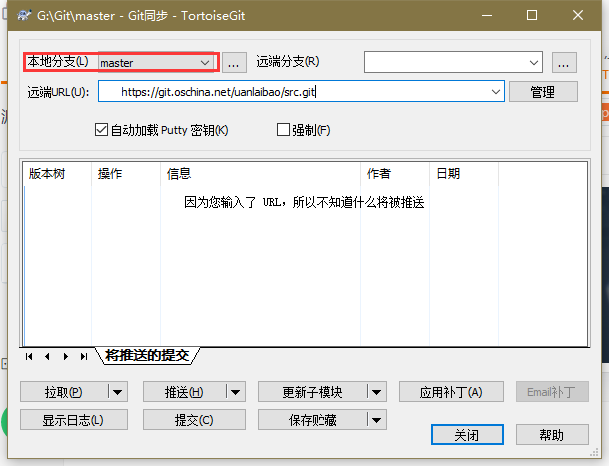 G:\Git\master - Git同步 - TortoiseGit
本地分支(L) master ... 远端分支(R) ...
远端URL(U): https://git.oschina.net/uanlaibao/src.git 管理
自动加载 Putty 密钥(K) 强制(F)
版本树 操作 信息 作者 日期
因为您输入了 URL，所以不知道什么将被推送
将推送的提交
拉取(P) 推送(H) 更新子模块 应用补丁(A) Email补丁
显示日志(L) 提交(C) 保存贮藏
关闭 帮助